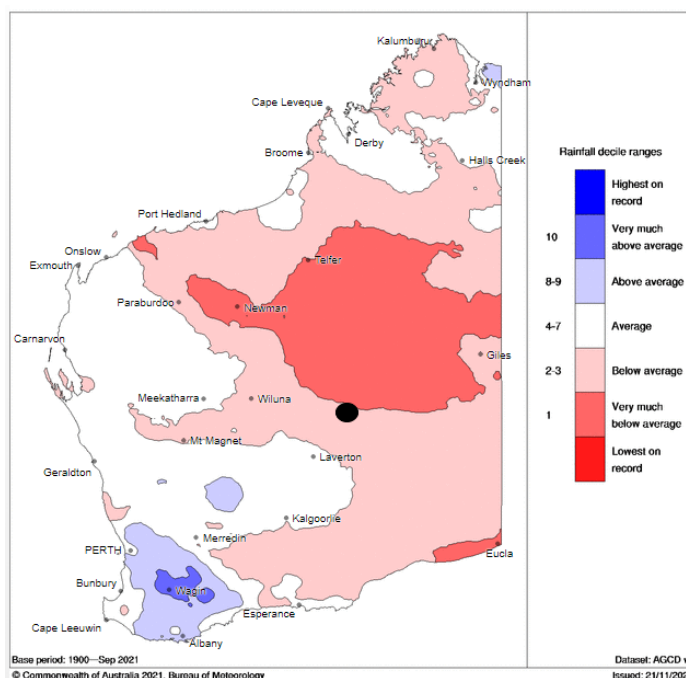 Kalumburu
Wyndham
Cape Leveque
Derby
Broome
Halls Creek
Port Hedland
Onslow
Exmouth
Telfer
Paraburdoo
Newman
Carnarvon
Giles
Meekatharra
Wiluna
Mt Magnet
Laverton
Geraldton
Kalgoorlie
Merredin
PERTH
Eucla
Bunbury
Wagin
Esperance
Cape Leeuwin
Albany
Rainfall decile ranges
Highest on
record
10 Very much
above average
8-9 Above average
4-7 Average
2-3 Below average
1 Very much
below average
Lowest on
record
Base period: 1900—Sep 2021
Dataset: AGCD v
© Commonwealth of Australia 2021, Bureau of Meteorology
Issued: 21/11/202